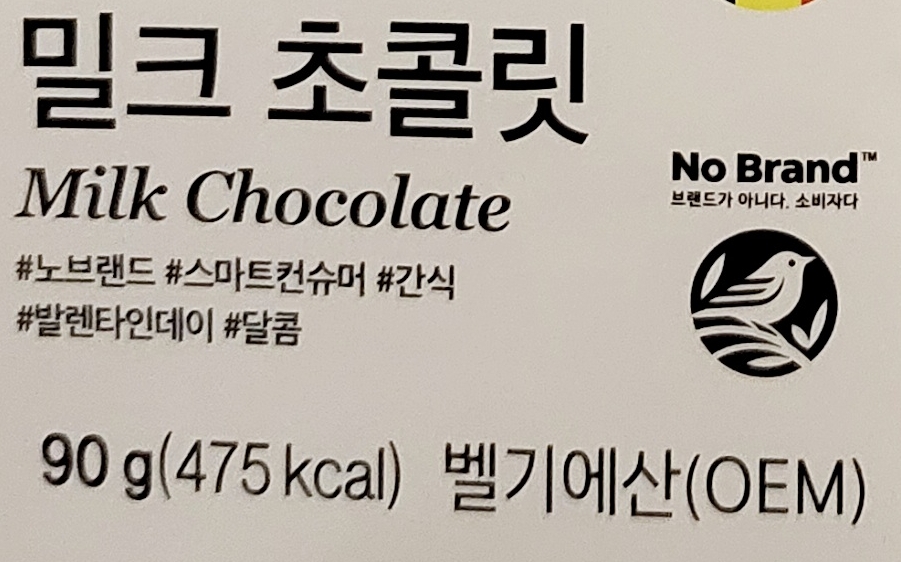 밀크 초콜릿
Milk Chocolate
#노브랜드 #스마트컨슈머 #간식
#발렌타인데이 #달콤
No Brand™
브랜드가 아니다. 소비자다
90 g(475 kcal) 벨기에산(OEM)